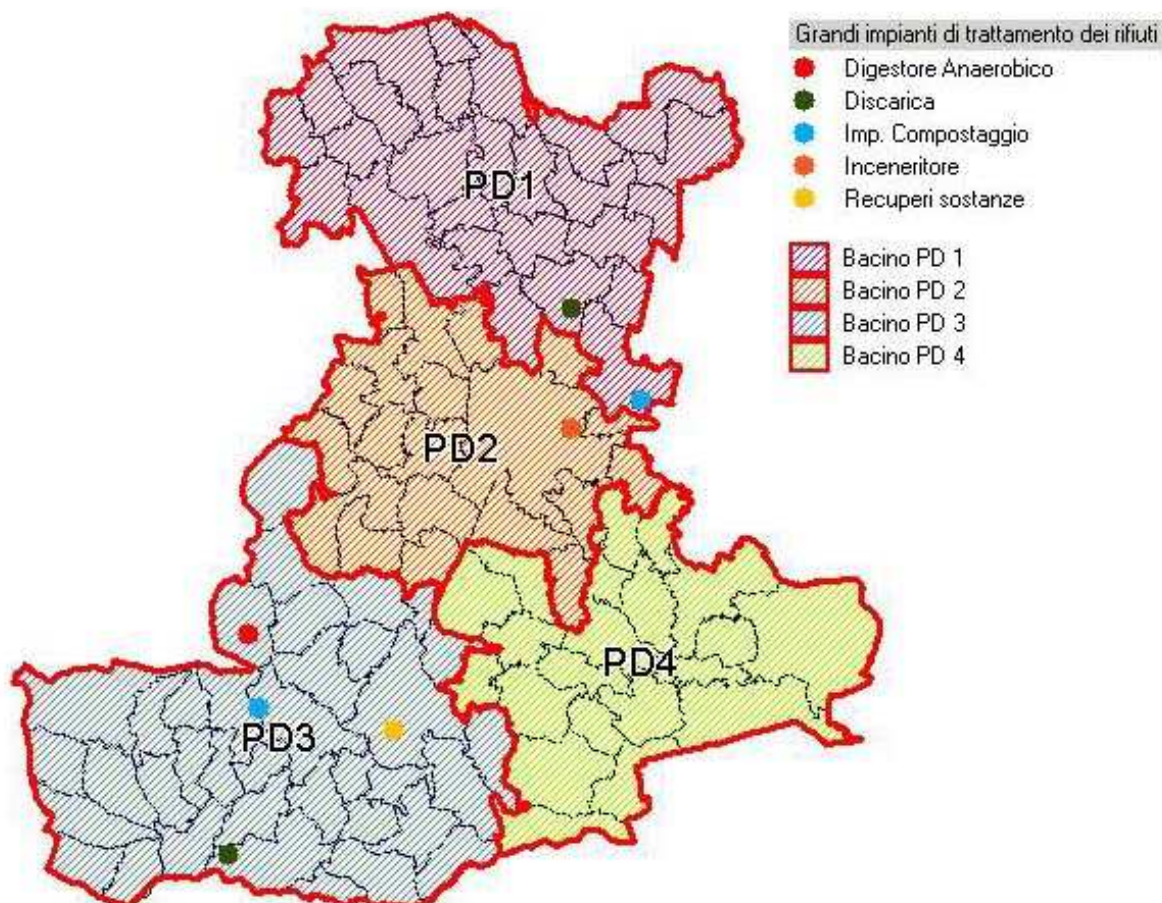 Grandi impianti di trattamento dei rifiuti
Digestore Anaerobico
Discarica
Imp. Compostaggio
Inceneritore
Recuperi sostanze
Bacino PD 1
Bacino PD 2
Bacino PD 3
Bacino PD 4
PD1
PD2
PD4
PD3